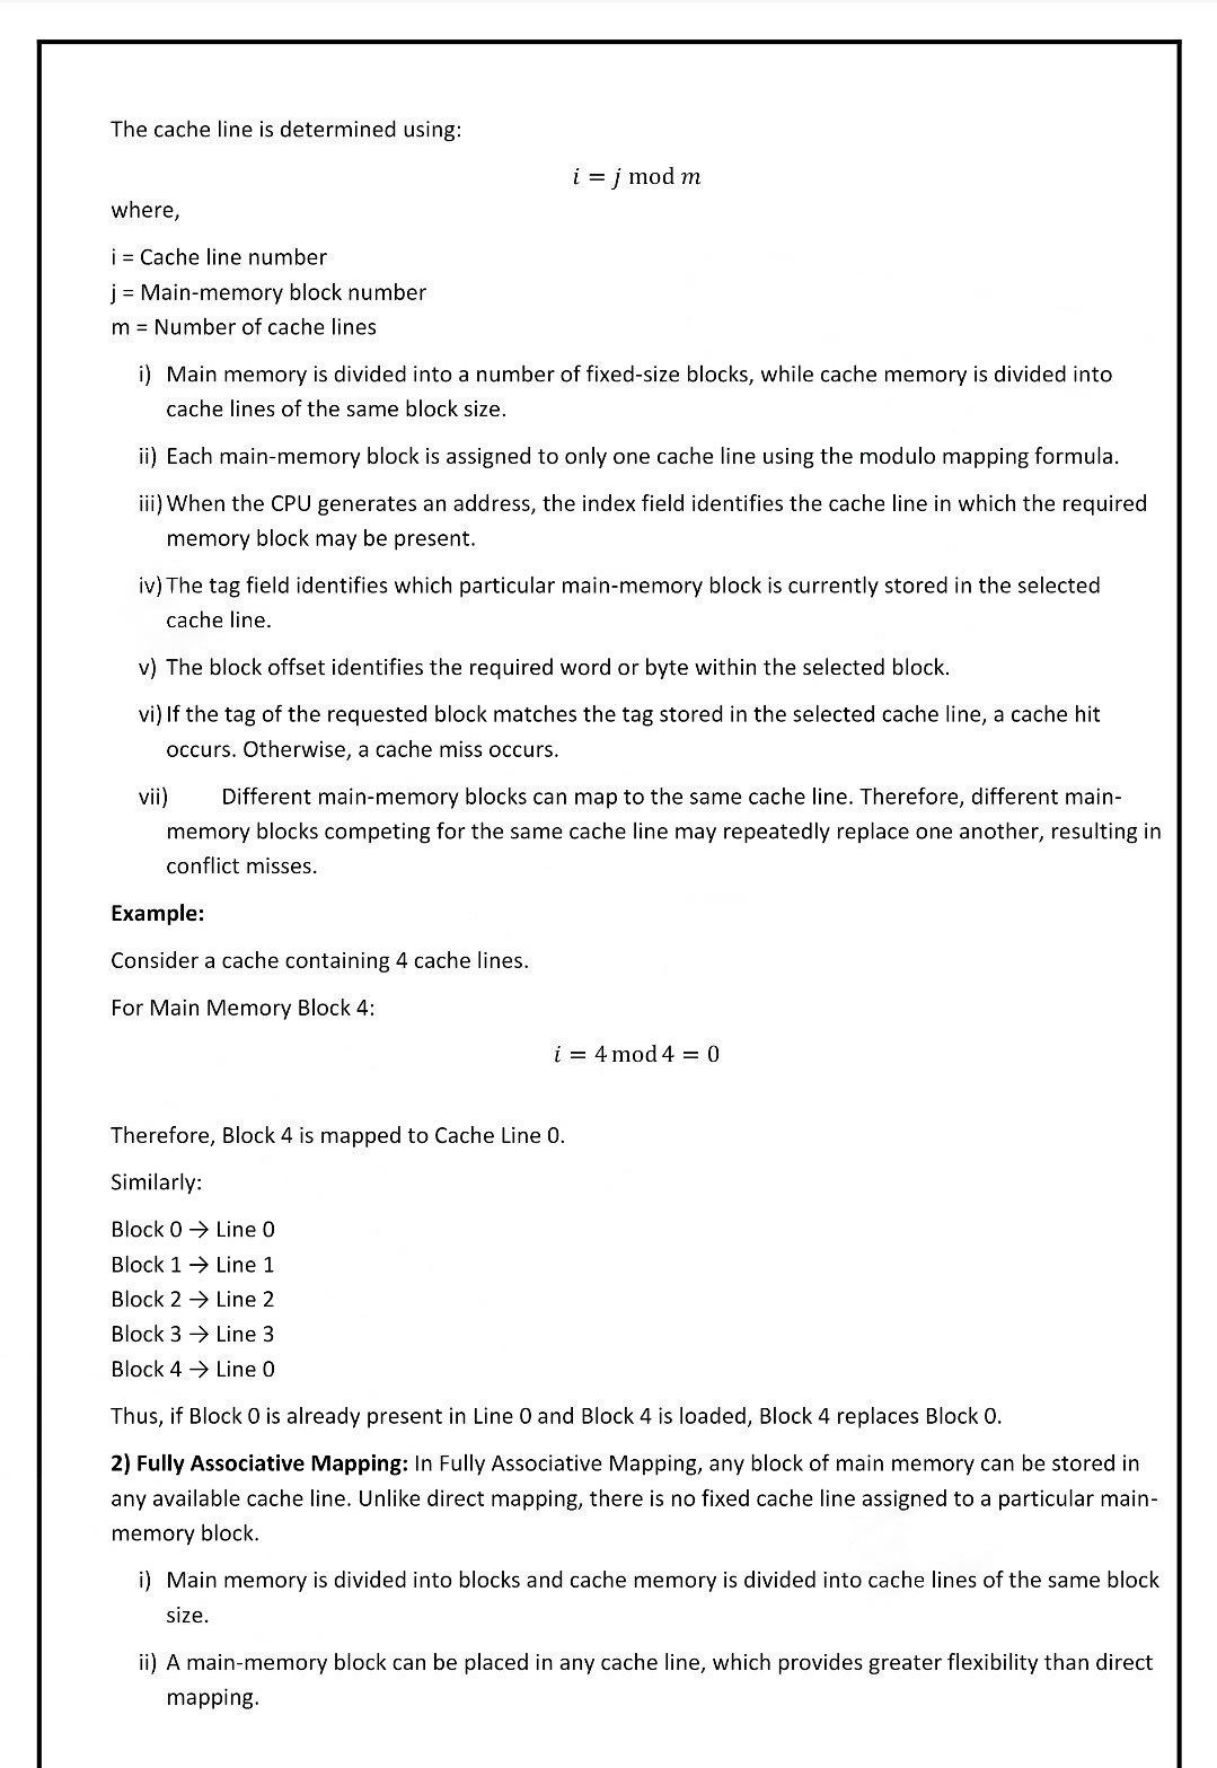 The cache line is determined using:
i = j mod m
where,
i = Cache line number
j = Main-memory block number
m = Number of cache lines
i) Main memory is divided into a number of fixed-size blocks, while cache memory is divided into
cache lines of the same block size.
ii) Each main-memory block is assigned to only one cache line using the modulo mapping formula.
iii) When the CPU generates an address, the index field identifies the cache line in which the required
memory block may be present.
iv) The tag field identifies which particular main-memory block is currently stored in the selected
cache line.
v) The block offset identifies the required word or byte within the selected block.
vi) If the tag of the requested block matches the tag stored in the selected cache line, a cache hit
occurs. Otherwise, a cache miss occurs.
vii) Different main-memory blocks can map to the same cache line. Therefore, different main-
memory blocks competing for the same cache line may repeatedly replace one another, resulting in
conflict misses.
Example:
Consider a cache containing 4 cache lines.
For Main Memory Block 4:
i = 4 mod 4 = 0
Therefore, Block 4 is mapped to Cache Line 0.
Similarly:
Block 0 → Line 0
Block 1 → Line 1
Block 2 → Line 2
Block 3 → Line 3
Block 4 → Line 0
Thus, if Block 0 is already present in Line 0 and Block 4 is loaded, Block 4 replaces Block 0.
2) Fully Associative Mapping: In Fully Associative Mapping, any block of main memory can be stored in
any available cache line. Unlike direct mapping, there is no fixed cache line assigned to a particular main-
memory block.
i) Main memory is divided into blocks and cache memory is divided into cache lines of the same block
size.
ii) A main-memory block can be placed in any cache line, which provides greater flexibility than direct
mapping.